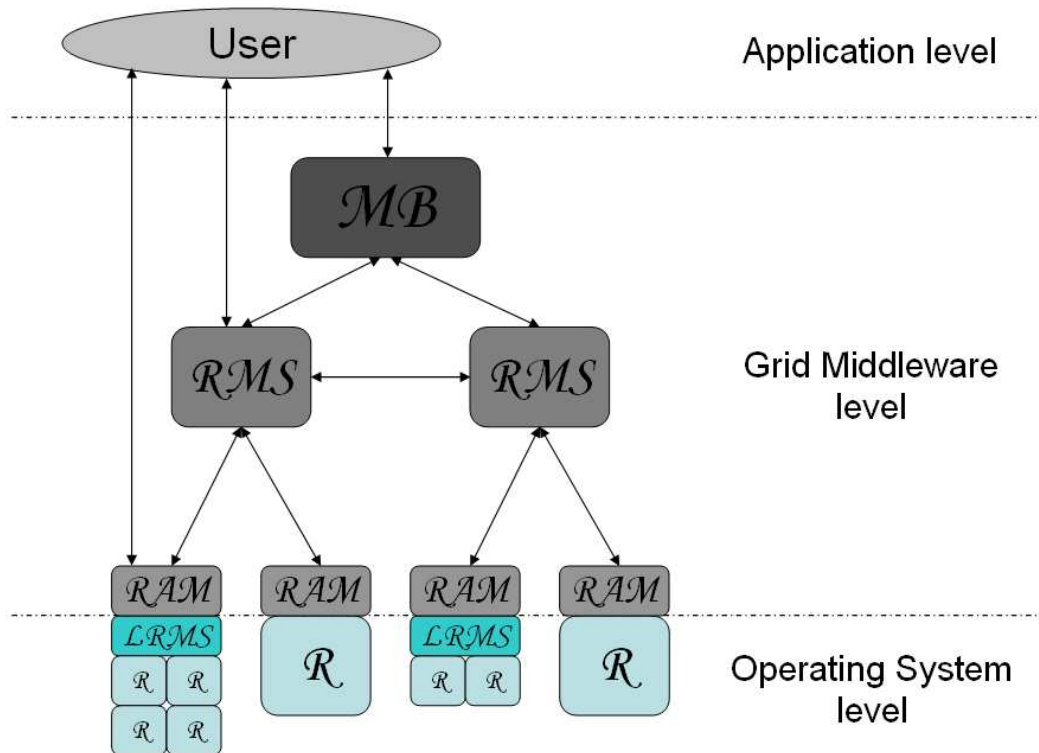 User
Application level
MB
RMS
RMS
Grid Middleware
level
RAM
RAM
RAM
RAM
LRMS
R
LRMS
R
R
R
R
R
R
Operating System
level
R
R